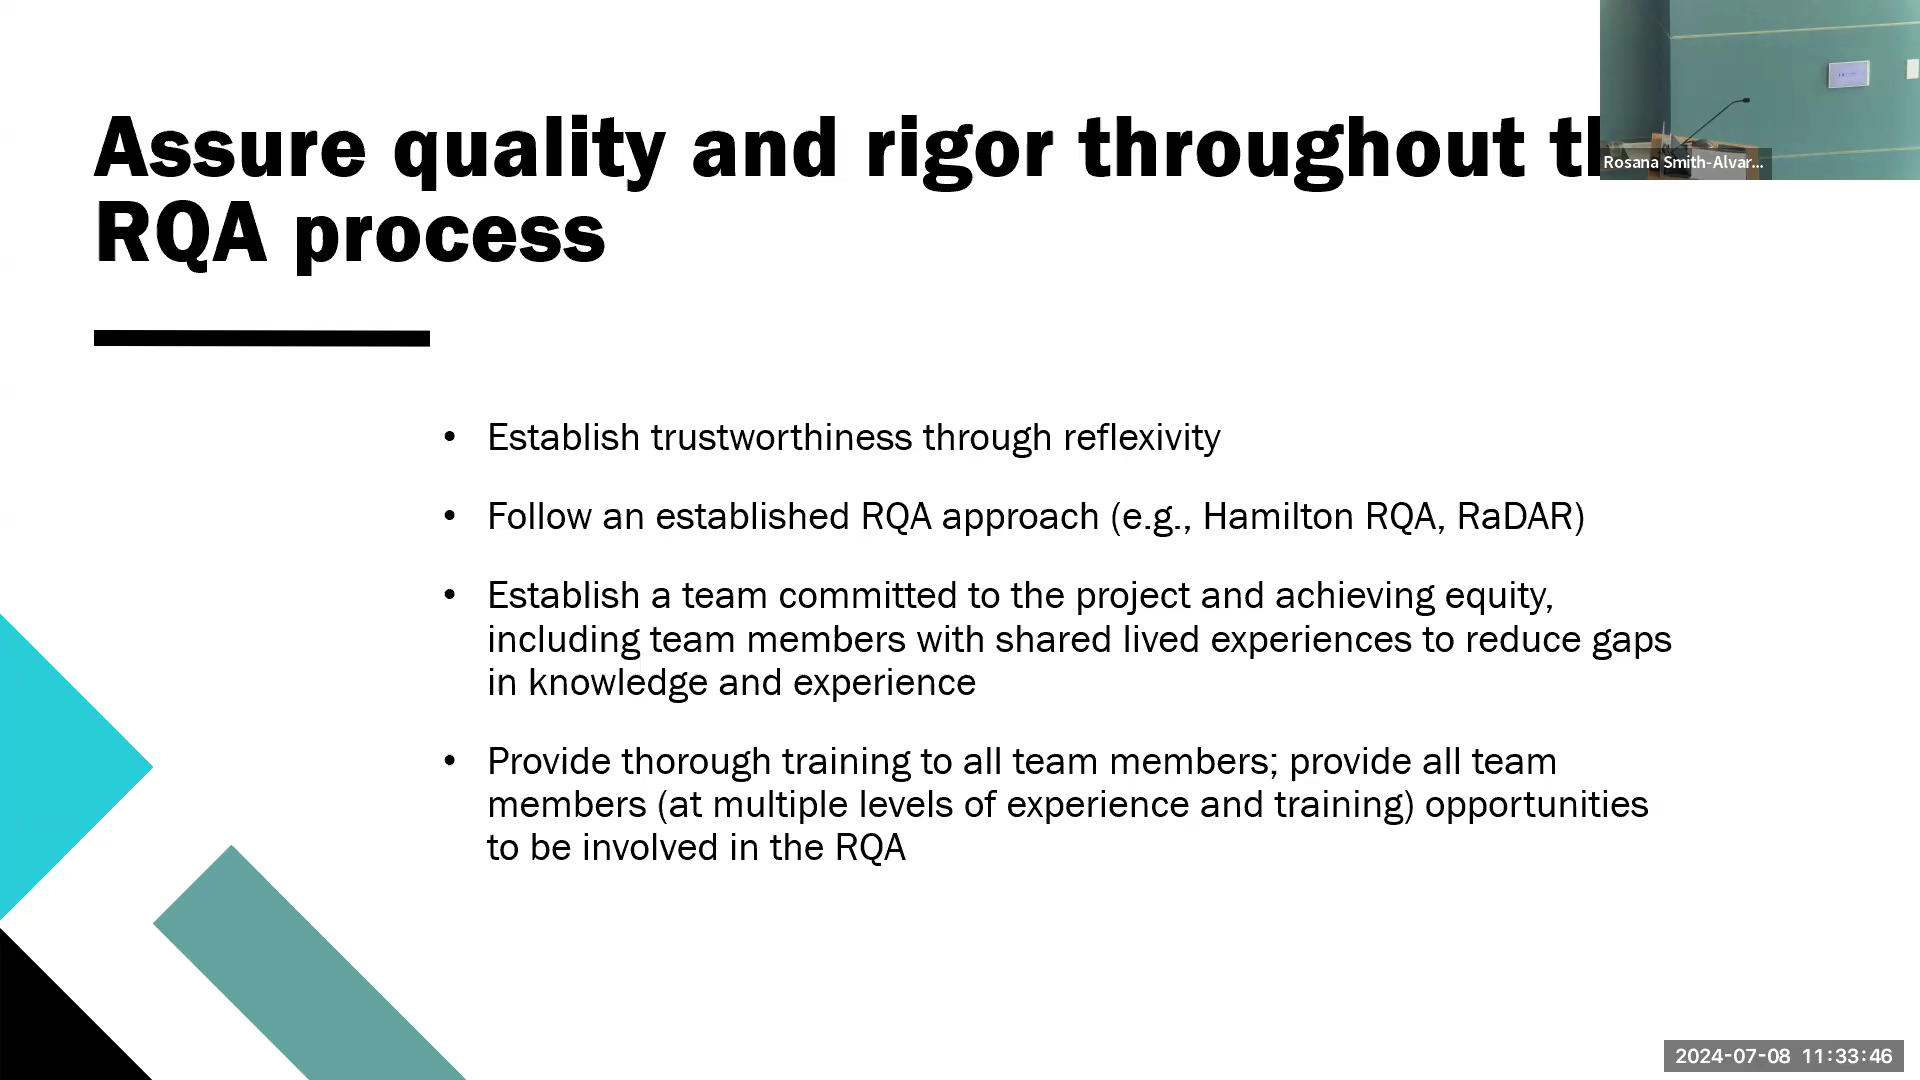 Assure quality and rigor throughout
RQA process
Rosana Smith-Alvar...
• Establish trustworthiness through reflexivity
• Follow an established RQA approach (e.g., Hamilton RQA, RaDAR)
• Establish a team committed to the project and achieving equity,
including team members with shared lived experiences to reduce gaps
in knowledge and experience
• Provide thorough training to all team members; provide all team
members (at multiple levels of experience and training) opportunities
to be involved in the RQA
2024-07-08 11:33:46